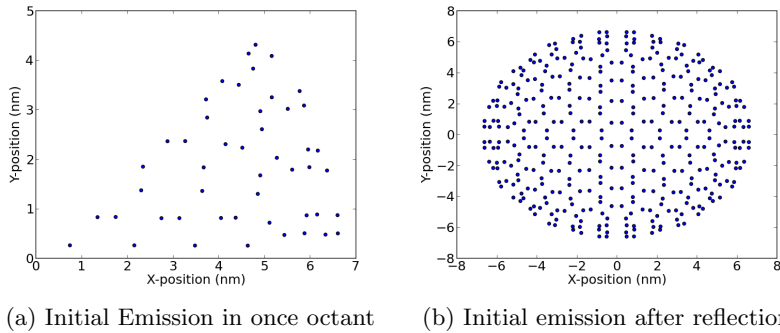 5
4
3
2
1
0
Y-position (nm)
0 1 2 3 4 5 6 7
X-position (nm)
8
6
4
2
0
−2
−4
−6
−8
Y-position (nm)
−8 −6 −4 −2 0 2 4 6 8
X-position (nm)
(a) Initial Emission in once octant
(b) Initial emission after reflection